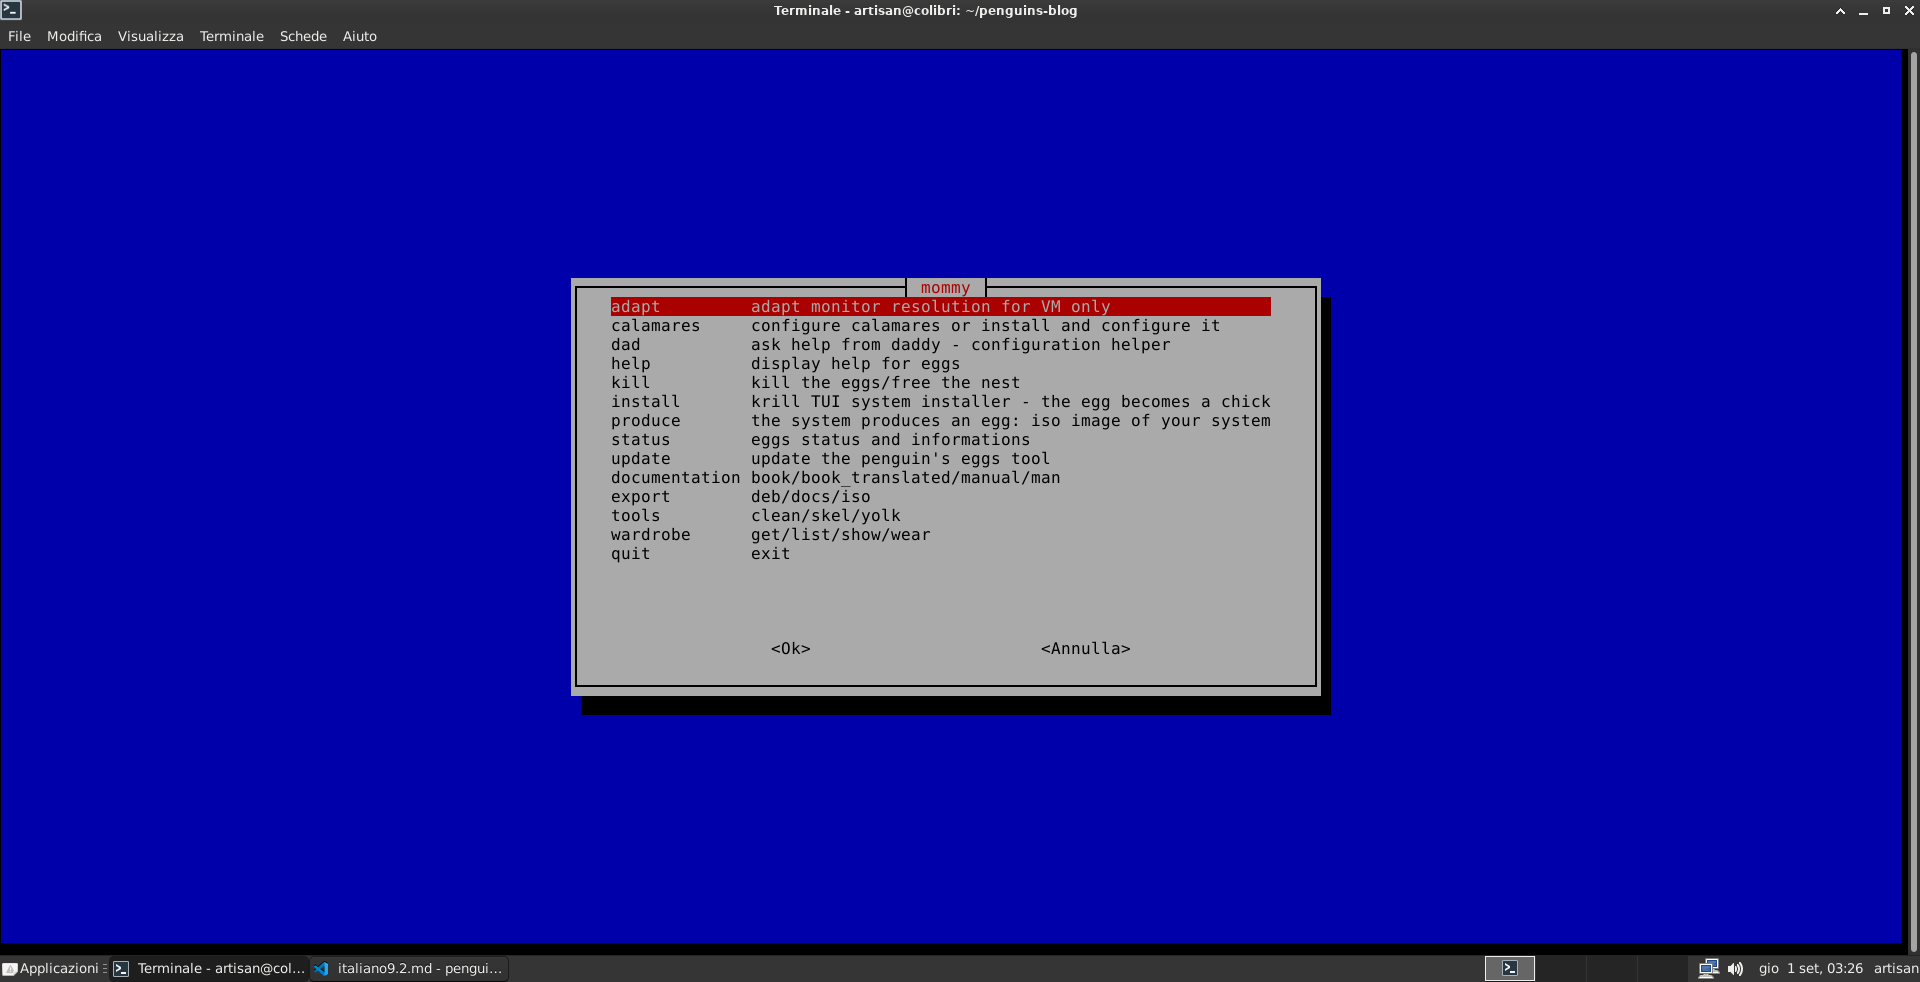 Terminale - artisan@colibri: ~/penguins-blog
File Modifica Visualizza Terminale Schede Aiuto
mommy
adapt adapt monitor resolution for VM only
calamares configure calamares or install and configure it
dad ask help from daddy - configuration helper
help display help for eggs
kill kill the eggs/free the nest
install krill TUI system installer - the egg becomes a chick
produce the system produces an egg: iso image of your system
status eggs status and informations
update update the penguin's eggs tool
documentation book/book_translated/manual/man
export deb/docs/iso
tools clean/skel/yolk
wardrobe get/list/show/wear
quit exit
<Ok> <Annulla>
Applicazioni Terminale - artisan@col... italiano9.2.md - pengui... gio 1 set, 03:26 artisan